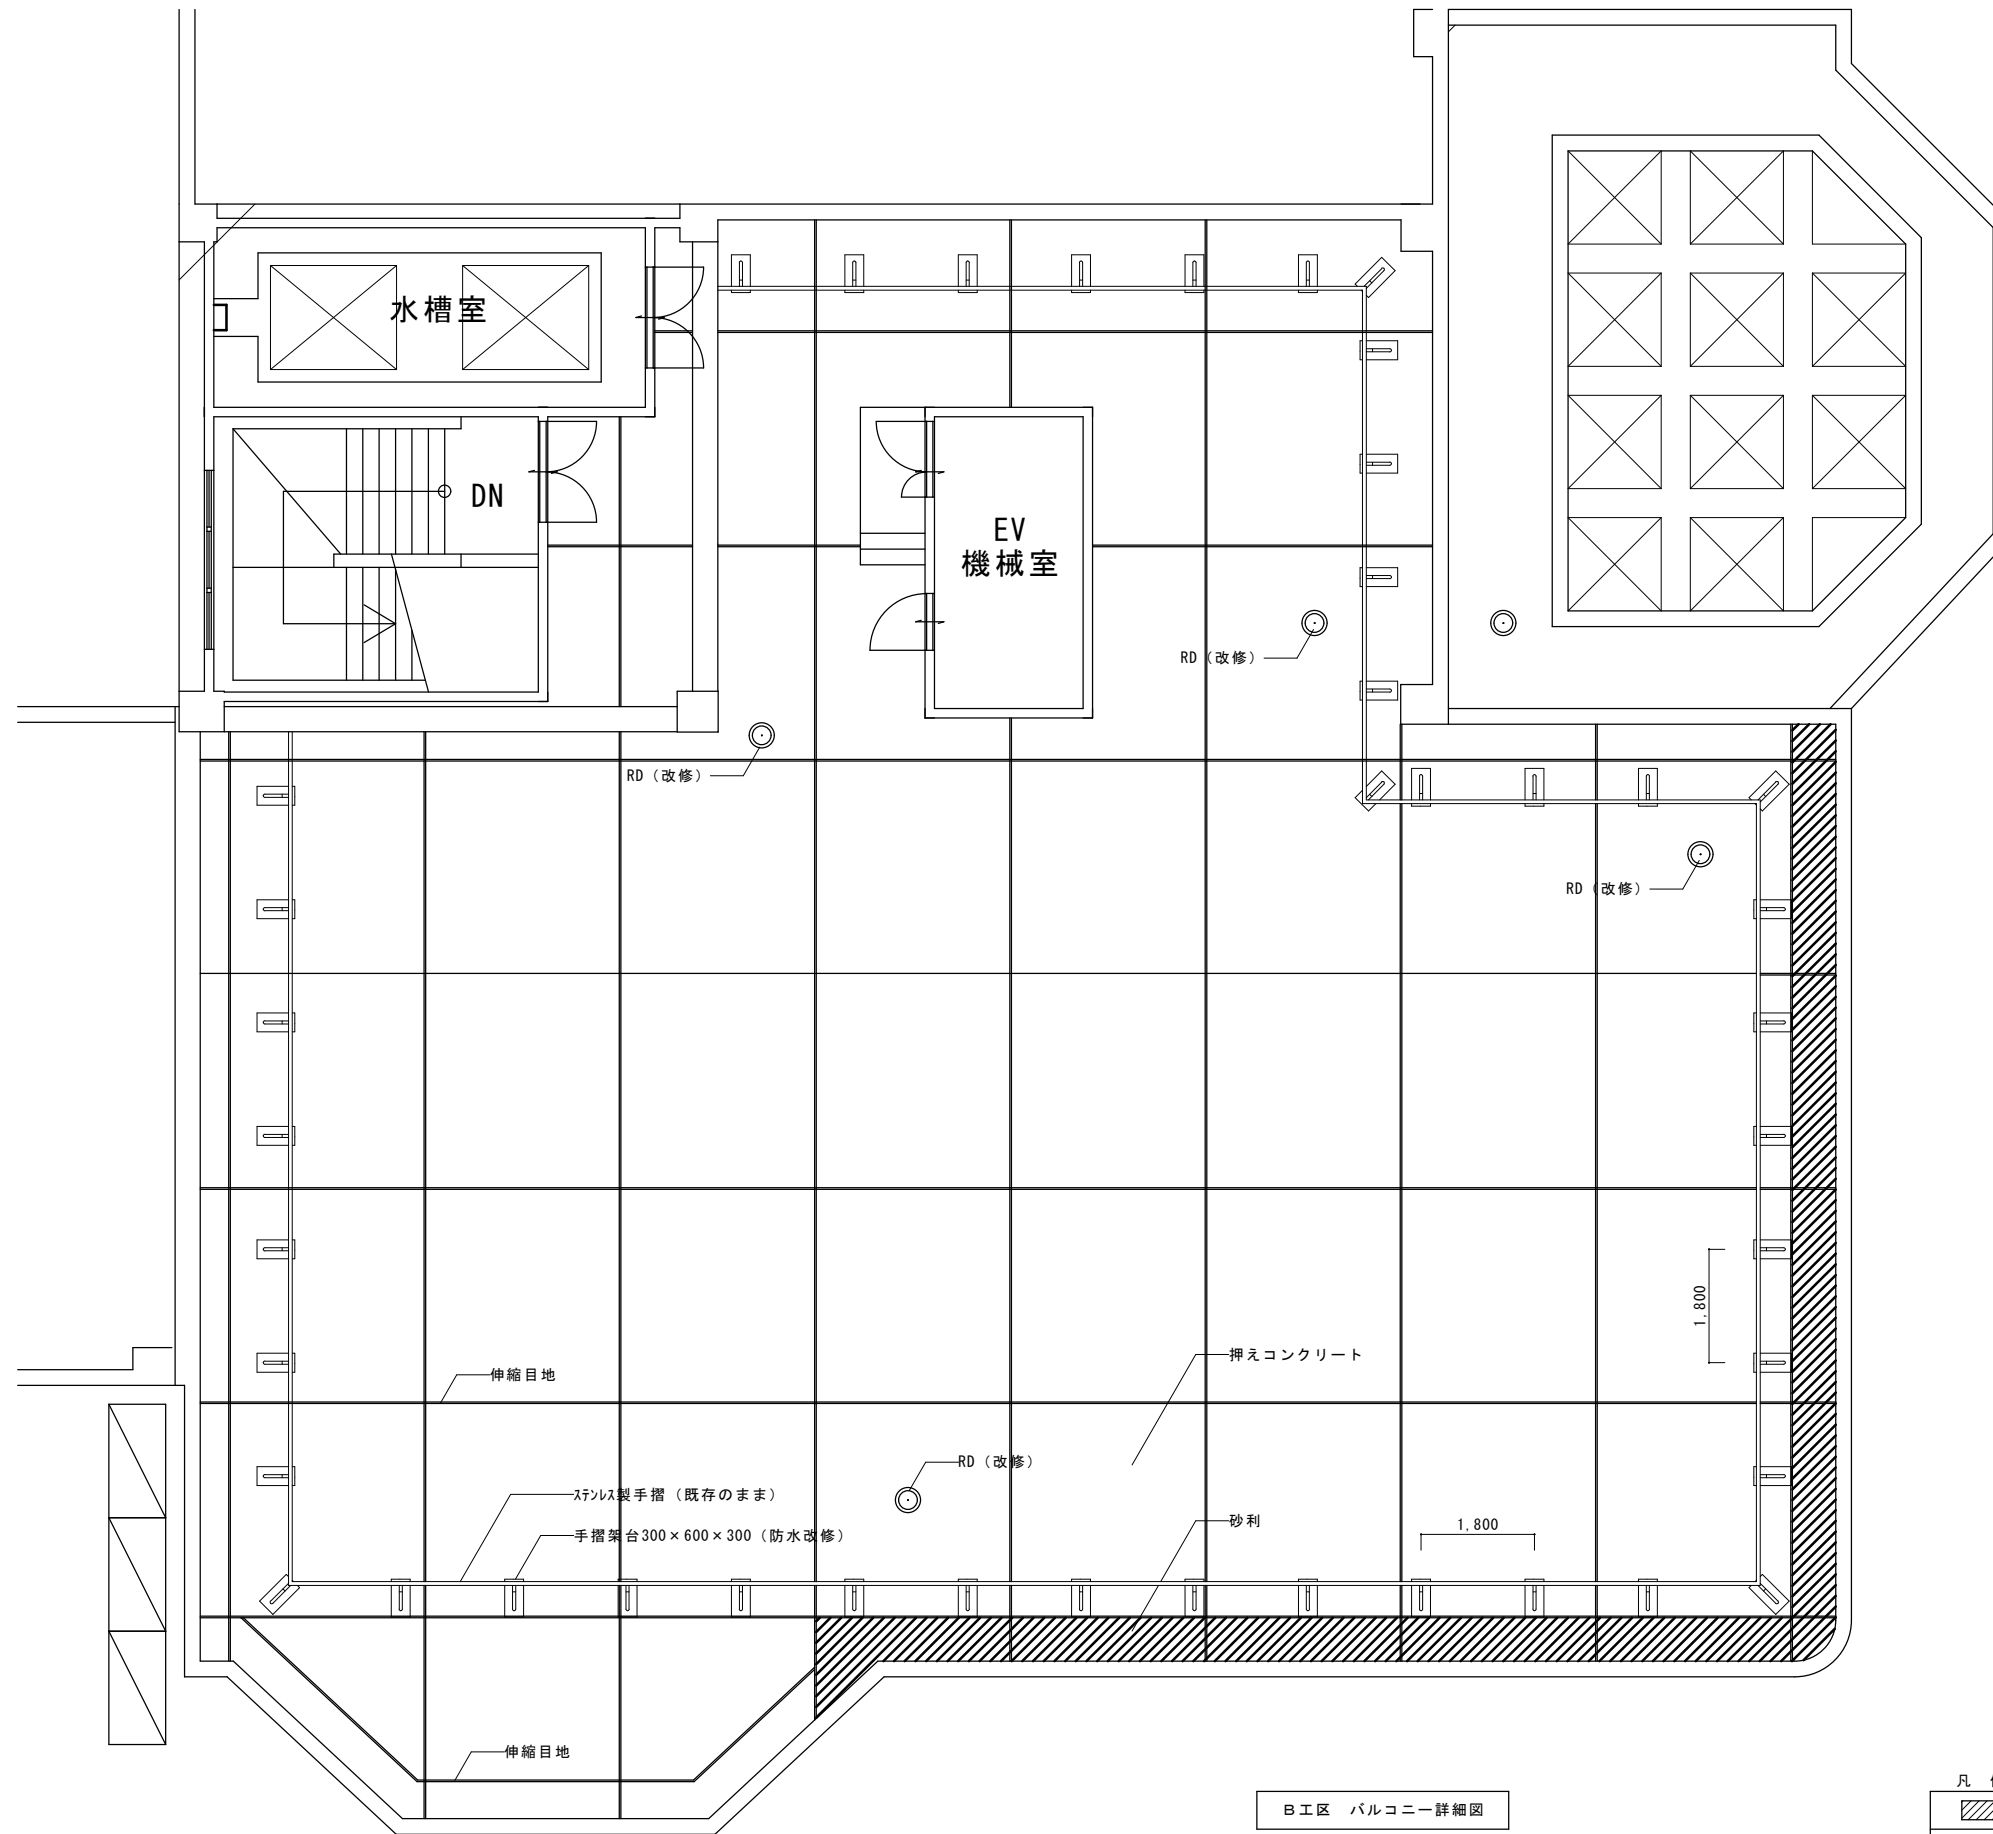 水槽室
DN
EV
機械室
RD（改修）
RD（改修）
RD（改修）
1,800
押えコンクリート
伸縮目地
RD（改修）
ｽﾃﾝﾚｽ製手摺（既存のまま）
手摺架台300×600×300（防水改修）
砂利
1,800
伸縮目地
凡
B工区　バルコニー詳細図